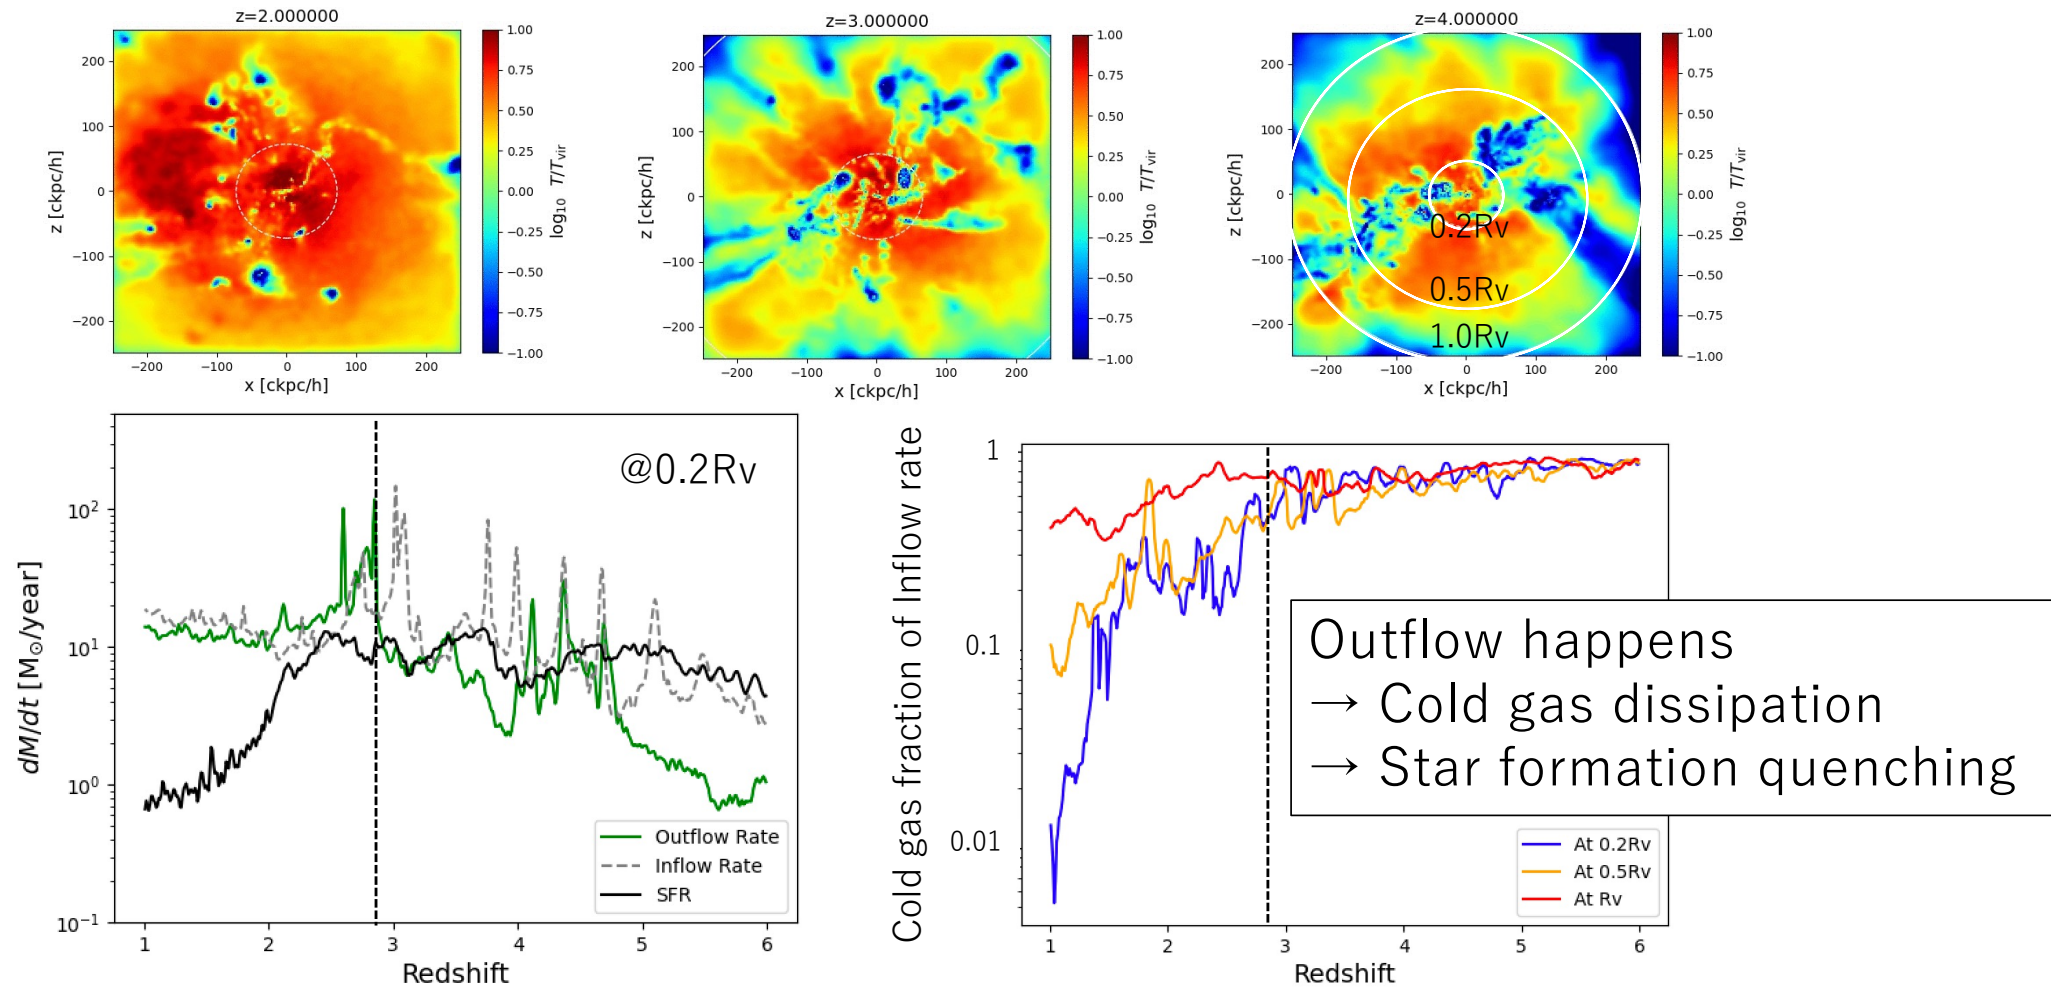 z=2.000000
z [ckpc/h]
200
100
0
−100
−200
−200
−100
0
100
200
x [ckpc/h]
1.00
0.75
0.50
0.25
0.00
−0.25
−0.50
−0.75
−1.00
log₁₀ T/Tvir
z=3.000000
z [ckpc/h]
200
100
0
−100
−200
−200
−100
0
100
200
x [ckpc/h]
1.00
0.75
0.50
0.25
0.00
−0.25
−0.50
−0.75
−1.00
log₁₀ T/Tvir
z=4.000000
z [ckpc/h]
200
100
0
−100
−200
0.2Rv
0.5Rv
1.0Rv
−200
−100
0
100
200
x [ckpc/h]
1.00
0.75
0.50
0.25
0.00
−0.25
−0.50
−0.75
−1.00
log₁₀ T/Tvir
dM/dt [M⊙/year]
10²
10¹
10⁰
10⁻¹
@0.2Rv
Outflow Rate
Inflow Rate
SFR
1
2
3
4
5
6
Redshift
Cold gas fraction of Inflow rate
1
0.1
0.01
Outflow happens
→ Cold gas dissipation
→ Star formation quenching
At 0.2Rv
At 0.5Rv
At Rv
1
2
3
4
5
6
Redshift